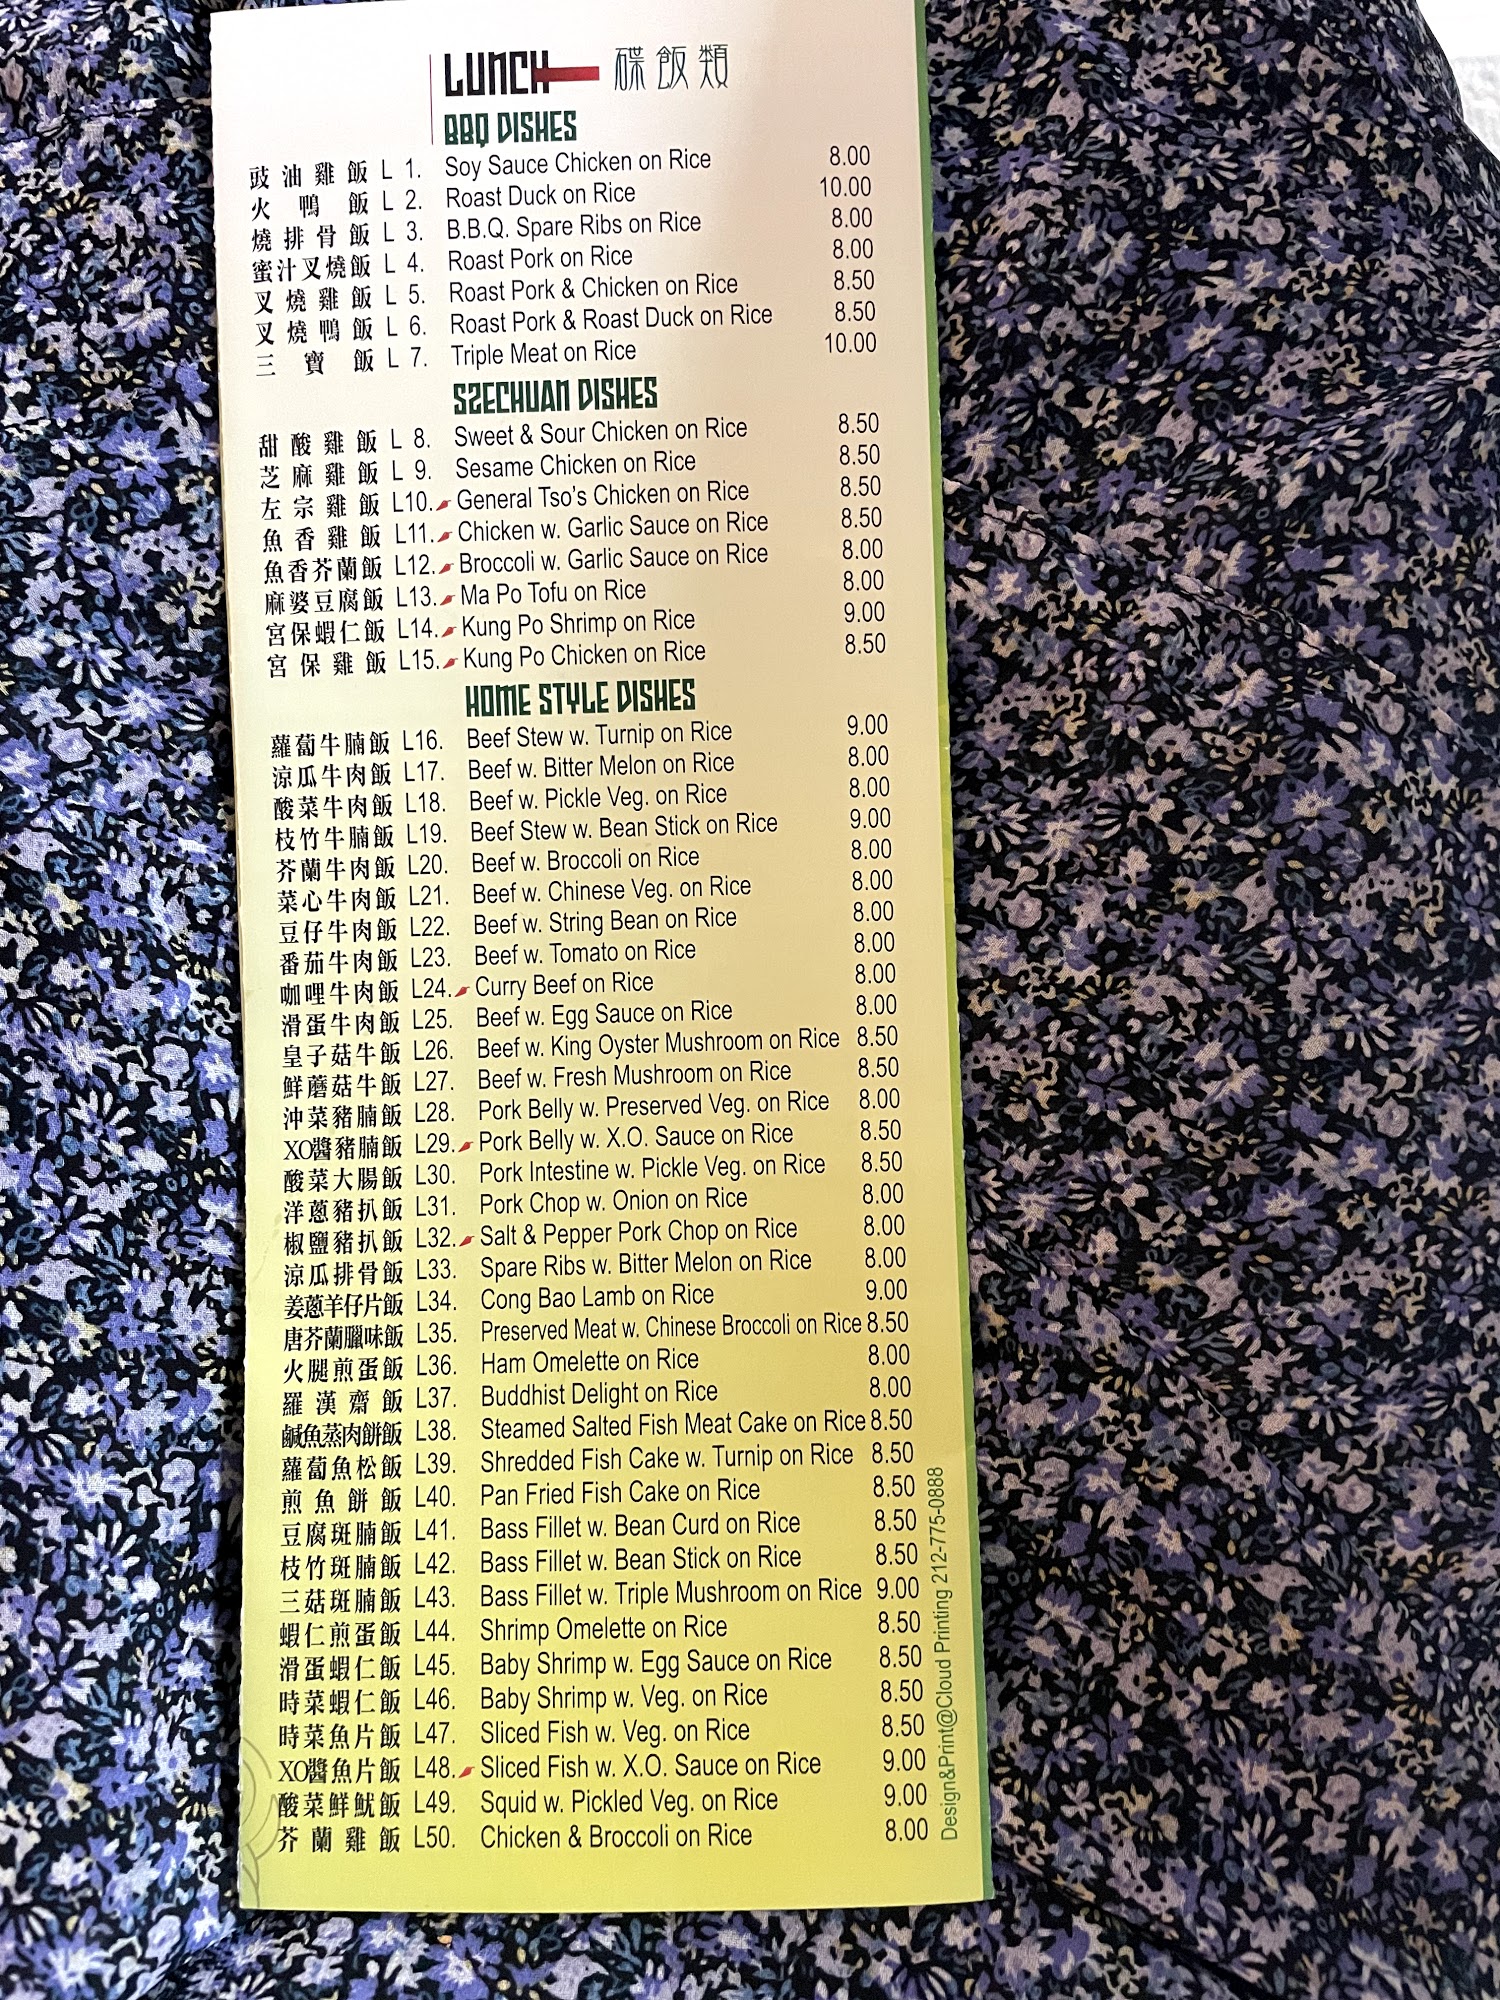 LUNCH 碟飯類
BBQ DISHES
豉油雞飯 L 1. Soy Sauce Chicken on Rice 8.00
火鴨飯 L 2. Roast Duck on Rice 10.00
燒排骨飯 L 3. B.B.Q. Spare Ribs on Rice 8.00
蜜汁叉燒飯 L 4. Roast Pork on Rice 8.00
叉燒雞飯 L 5. Roast Pork & Chicken on Rice 8.50
叉燒鴨飯 L 6. Roast Pork & Roast Duck on Rice 8.50
三寶飯 L 7. Triple Meat on Rice 10.00
SZECHUAN DISHES
甜酸雞飯 L 8. Sweet & Sour Chicken on Rice 8.50
芝麻雞飯 L 9. Sesame Chicken on Rice 8.50
左宗雞飯 L10. General Tso's Chicken on Rice 8.50
魚香雞飯 L11. Chicken w. Garlic Sauce on Rice 8.50
魚香芥蘭飯 L12. Broccoli w. Garlic Sauce on Rice 8.00
麻婆豆腐飯 L13. Ma Po Tofu on Rice 8.00
宮保蝦仁飯 L14. Kung Po Shrimp on Rice 9.00
宮保雞飯 L15. Kung Po Chicken on Rice 8.50
HOME STYLE DISHES
蘿蔔牛腩飯 L16. Beef Stew w. Turnip on Rice 9.00
涼瓜牛肉飯 L17. Beef w. Bitter Melon on Rice 8.00
酸菜牛肉飯 L18. Beef w. Pickle Veg. on Rice 8.00
枝竹牛腩飯 L19. Beef Stew w. Bean Stick on Rice 9.00
芥蘭牛肉飯 L20. Beef w. Broccoli on Rice 8.00
菜心牛肉飯 L21. Beef w. Chinese Veg. on Rice 8.00
豆仔牛肉飯 L22. Beef w. String Bean on Rice 8.00
番茄牛肉飯 L23. Beef w. Tomato on Rice 8.00
咖哩牛肉飯 L24. Curry Beef on Rice 8.00
滑蛋牛肉飯 L25. Beef w. Egg Sauce on Rice 8.00
皇子菇牛飯 L26. Beef w. King Oyster Mushroom on Rice 8.50
鮮蘑菇牛飯 L27. Beef w. Fresh Mushroom on Rice 8.50
沖菜豬腩飯 L28. Pork Belly w. Preserved Veg. on Rice 8.00
XO醬豬腩飯 L29. Pork Belly w. X.O. Sauce on Rice 8.50
酸菜大腸飯 L30. Pork Intestine w. Pickle Veg. on Rice 8.50
洋蔥豬扒飯 L31. Pork Chop w. Onion on Rice 8.00
椒鹽豬扒飯 L32. Salt & Pepper Pork Chop on Rice 8.00
涼瓜排骨飯 L33. Spare Ribs w. Bitter Melon on Rice 8.00
姜蔥羊仔片飯 L34. Cong Bao Lamb on Rice 9.00
唐芥蘭臘味飯 L35. Preserved Meat w. Chinese Broccoli on Rice 8.50
火腿煎蛋飯 L36. Ham Omelette on Rice 8.00
羅漢齋飯 L37. Buddhist Delight on Rice 8.00
鹹魚蒸肉餅飯 L38. Steamed Salted Fish Meat Cake on Rice 8.50
蘿蔔魚松飯 L39. Shredded Fish Cake w. Turnip on Rice 8.50
煎魚餅飯 L40. Pan Fried Fish Cake on Rice 8.50
豆腐斑腩飯 L41. Bass Fillet w. Bean Curd on Rice 8.50
枝竹斑腩飯 L42. Bass Fillet w. Bean Stick on Rice 8.50
三菇斑腩飯 L43. Bass Fillet w. Triple Mushroom on Rice 9.00
蝦仁煎蛋飯 L44. Shrimp Omelette on Rice 8.50
滑蛋蝦仁飯 L45. Baby Shrimp w. Egg Sauce on Rice 8.50
時菜蝦仁飯 L46. Baby Shrimp w. Veg. on Rice 8.50
時菜魚片飯 L47. Sliced Fish w. Veg. on Rice 8.50
XO醬魚片飯 L48. Sliced Fish w. X.O. Sauce on Rice 9.00
酸菜鮮魷飯 L49. Squid w. Pickled Veg. on Rice 9.00
芥蘭雞飯 L50. Chicken & Broccoli on Rice 8.00
Design&Print@Cloud Printing 212-775-0888